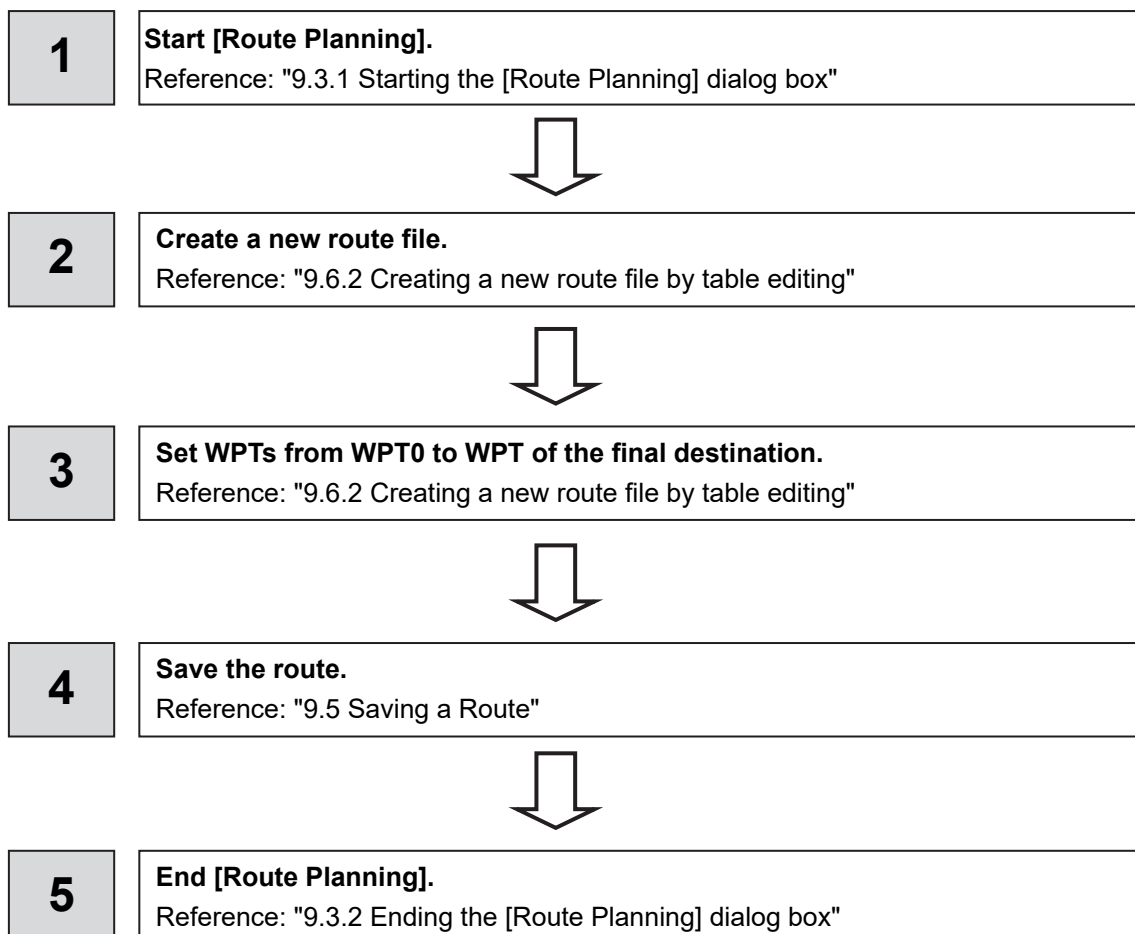 1
Start [Route Planning].
Reference: "9.3.1 Starting the [Route Planning] dialog box"
2
Create a new route file.
Reference: "9.6.2 Creating a new route file by table editing"
3
Set WPTs from WPT0 to WPT of the final destination.
Reference: "9.6.2 Creating a new route file by table editing"
4
Save the route.
Reference: "9.5 Saving a Route"
5
End [Route Planning].
Reference: "9.3.2 Ending the [Route Planning] dialog box"